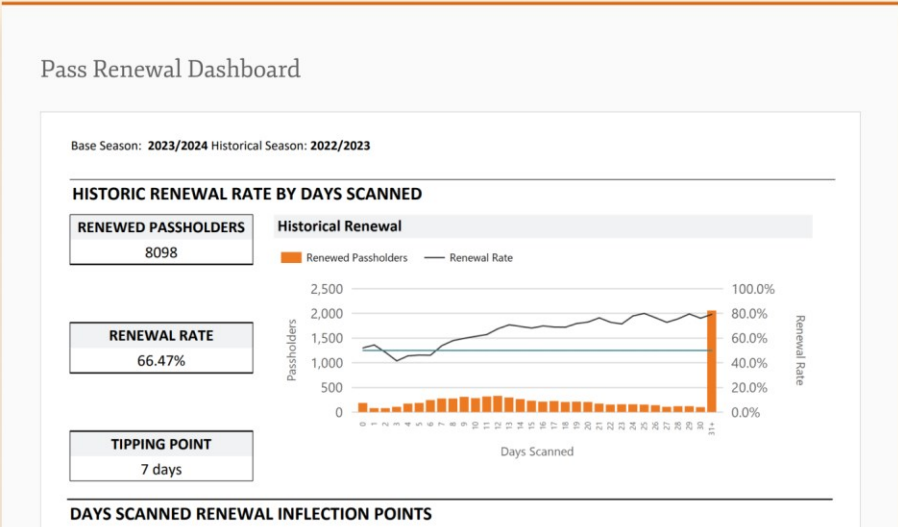 Pass Renewal Dashboard
Base Season: 2023/2024 Historical Season: 2022/2023
HISTORIC RENEWAL RATE BY DAYS SCANNED
RENEWED PASSHOLDERS
8098
Historical Renewal
Renewed Passholders Renewal Rate
2,500 100.0%
2,000 80.0%
1,500 60.0%
1,000 40.0%
500 20.0%
0 0.0%
Passholders
Renewal Rate
0 1 2 3 4 5 6 7 8 9 10 11 12 13 14 15 16 17 18 19 20 21 22 23 24 25 26 27 28 29 30 31+
Days Scanned
RENEWAL RATE
66.47%
TIPPING POINT
7 days
DAYS SCANNED RENEWAL INFLECTION POINTS